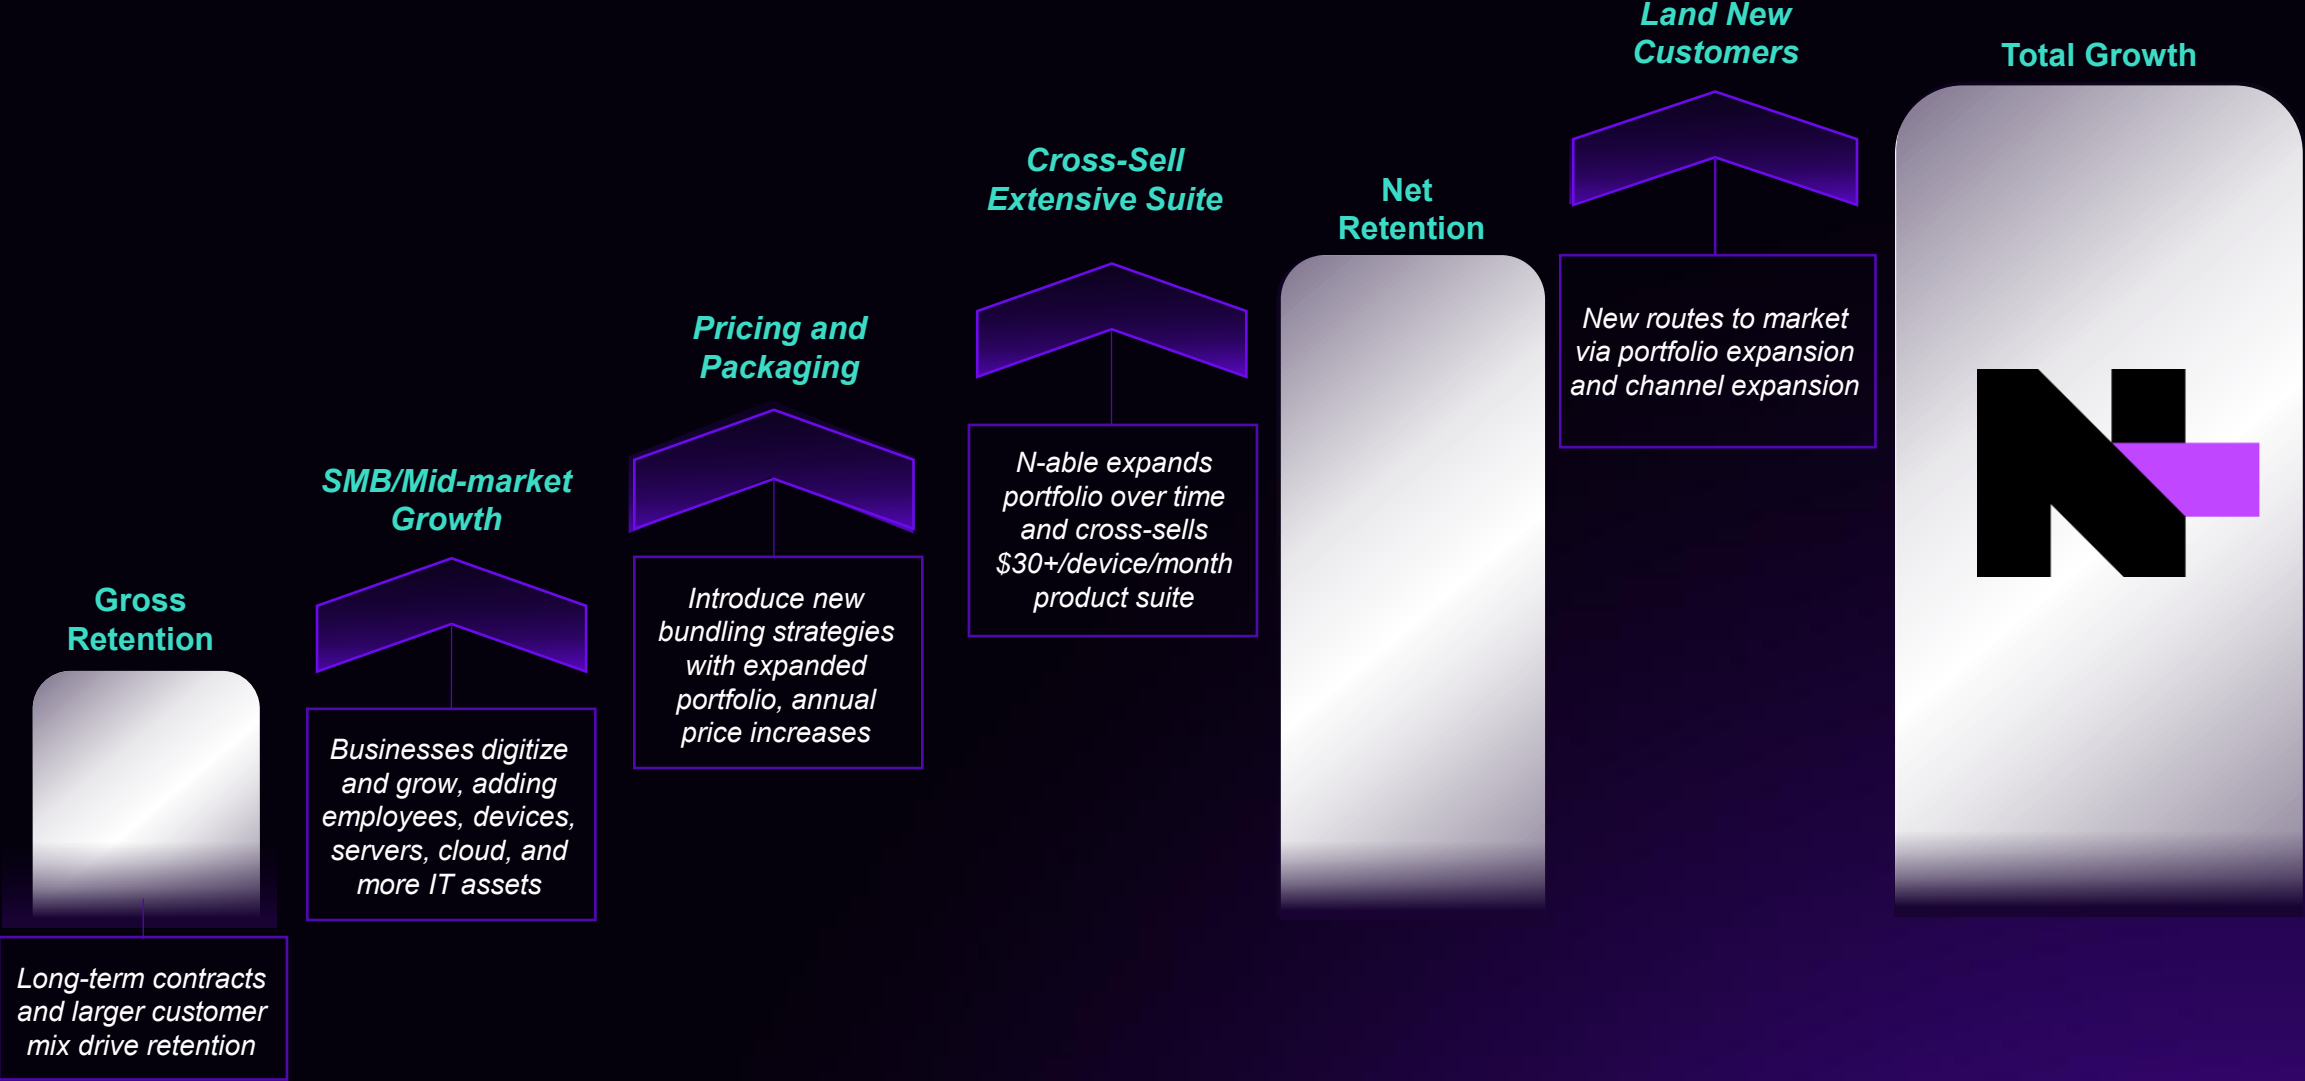 Gross
Retention
Long-term contracts
and larger customer
mix drive retention
SMB/Mid-market
Growth
Businesses digitize
and grow, adding
employees, devices,
servers, cloud, and
more IT assets
Pricing and
Packaging
Introduce new
bundling strategies
with expanded
portfolio, annual
price increases
Cross-Sell
Extensive Suite
N-able expands
portfolio over time
and cross-sells
$30+/device/month
product suite
Net
Retention
Land New
Customers
New routes to market
via portfolio expansion
and channel expansion
Total Growth
N